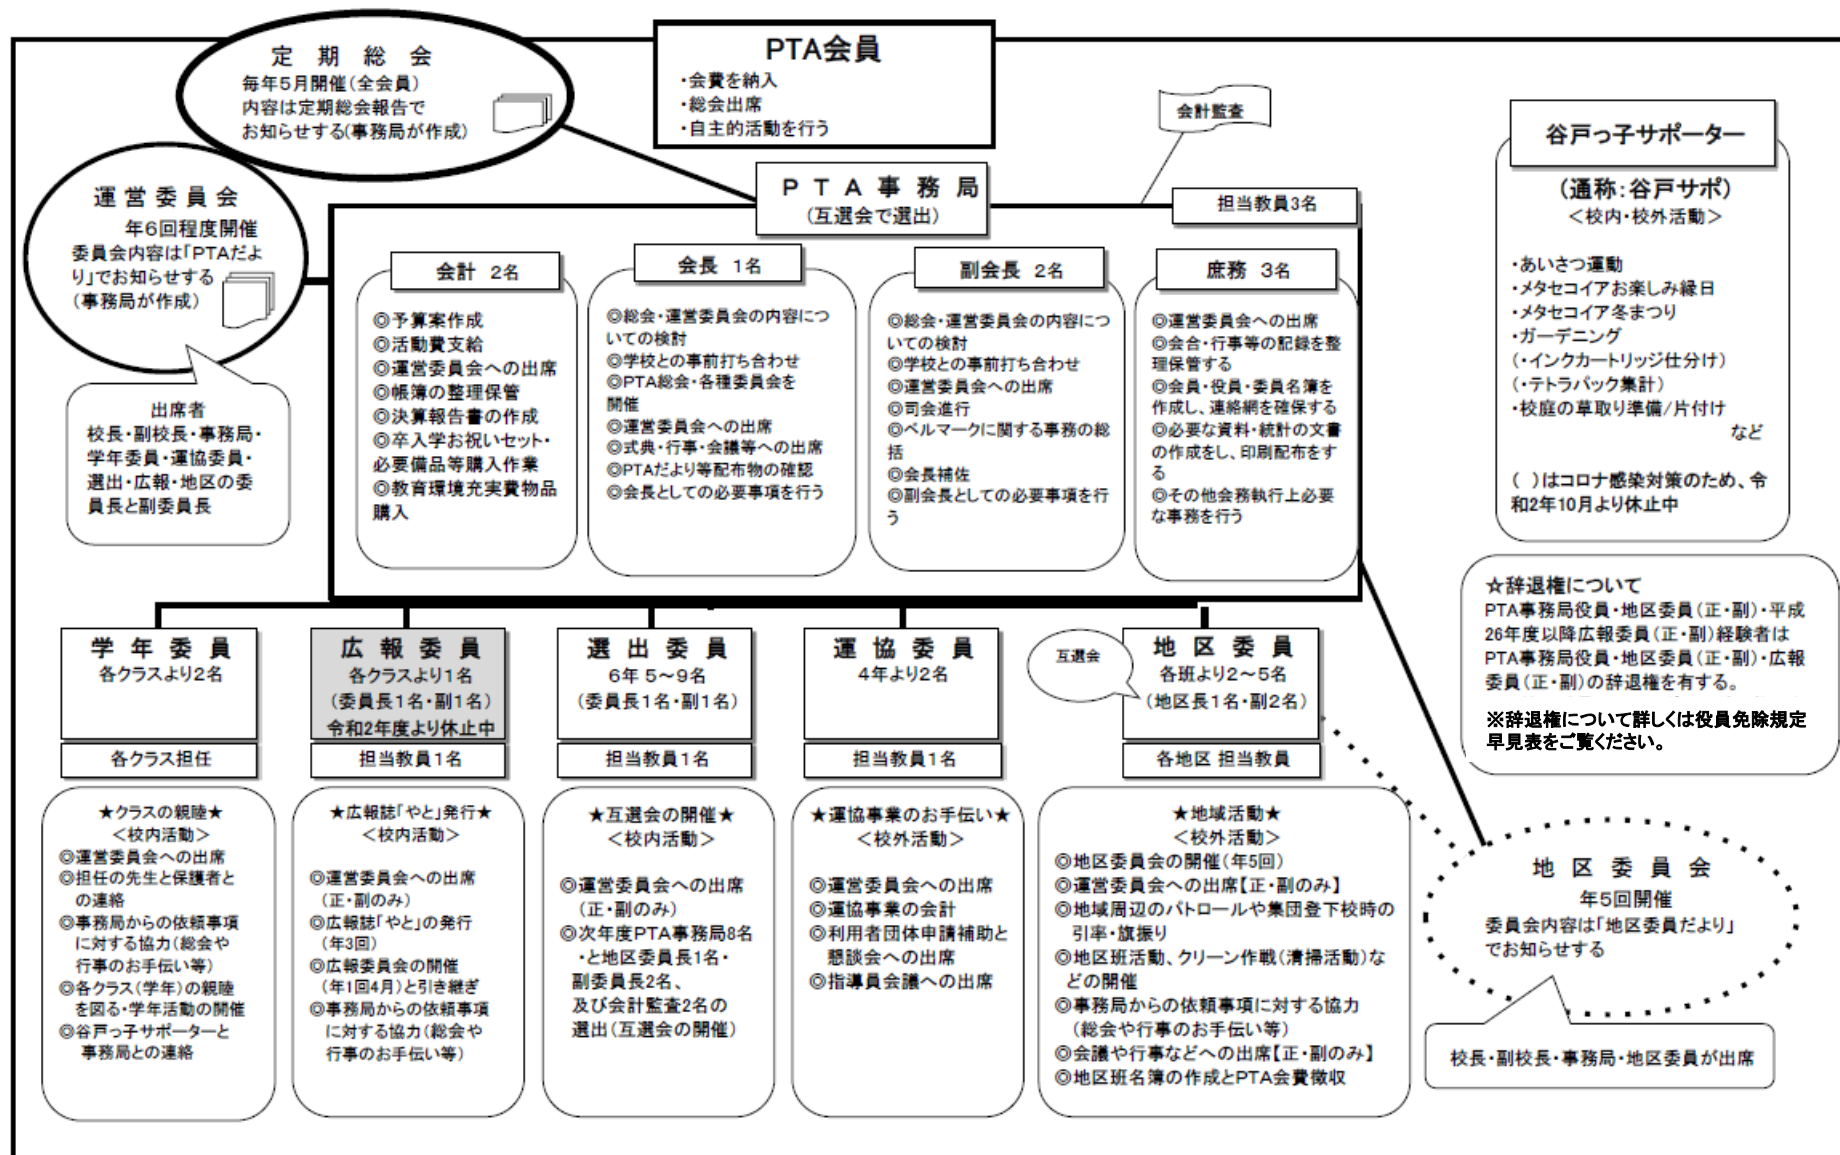 定 期 総 会
毎年5月開催(全会員)
内容は定期総会報告で
お知らせする(事務局が作成)
PTA会員
・会費を納入
・総会出席
・自主的活動を行う
会計監査
谷戸っ子サポーター
(通称:谷戸サポ)
<校内・校外活動>
・あいさつ運動
・メタセコイアお楽しみ縁日
・メタセコイア冬まつり
・ガーデニング
(・インクカートリッジ仕分け)
(・テトラパック集計)
・校庭の草取り準備/片付け
など
( )はコロナ感染対策のため、令
和2年10月より休止中
運営委員会
年6回程度開催
委員会内容は「PTAだよ
り」でお知らせする
(事務局が作成)
出席者
校長・副校長・事務局・
学年委員・運協委員・
選出・広報・地区の委
員長と副委員長
P T A 事 務 局
(互選会で選出)
担当教員3名
会計 2名
◎予算案作成
◎活動費支給
◎運営委員会への出席
◎帳簿の整理保管
◎決算報告書の作成
◎卒入学お祝いセット・
必要備品等購入作業
◎教育環境充実費物品
購入
会長 1名
◎総会・運営委員会の内容につ
いての検討
◎学校との事前打ち合わせ
◎PTA総会・各種委員会を
開催
◎運営委員会への出席
◎式典・行事・会議等への出席
◎PTAだより等配布物の確認
◎会長としての必要事項を行う
副会長 2名
◎総会・運営委員会の内容につ
いての検討
◎学校との事前打ち合わせ
◎運営委員会への出席
◎司会進行
◎ベルマークに関する事務の総
括
◎会長補佐
◎副会長としての必要事項を行
う
庶務 3名
◎運営委員会への出席
◎会合・行事等の記録を整
理保管する
◎会員・役員・委員名簿を
作成し、連絡網を確保する
◎必要な資料・統計の文書
の作成をし、印刷配布をす
る
◎その他会務執行上必要
な事務を行う
☆辞退権について
PTA事務局役員・地区委員(正・副)・平成
26年度以降広報委員(正・副)経験者は
PTA事務局役員・地区委員(正・副)・広報
委員(正・副)の辞退権を有する。
※辞退権について詳しくは役員免除規定
早見表をご覧ください。
学 年 委 員
各クラスより2名
各クラス担任
★クラスの親睦★
<校内活動>
◎運営委員会への出席
◎担任の先生と保護者と
の連絡
◎事務局からの依頼事項
に対する協力(総会や
行事のお手伝い等)
◎各クラス(学年)の親睦
を図る・学年活動の開催
◎谷戸っ子サポーターと
事務局との連絡
広 報 委 員
各クラスより1名
(委員長1名・副1名)
令和2年度より休止中
担当教員1名
★広報誌「やと」発行★
<校内活動>
◎運営委員会への出席
(正・副のみ)
◎広報誌「やと」の発行
(年3回)
◎広報委員会の開催
(年1回4月)と引き継ぎ
◎事務局からの依頼事項
に対する協力(総会や
行事のお手伝い等)
選 出 委 員
6年 5~9名
(委員長1名・副1名)
担当教員1名
★互選会の開催★
<校内活動>
◎運営委員会への出席
(正・副のみ)
◎次年度PTA事務局8名
・と地区委員長1名・
副委員長2名、
及び会計監査2名の
選出(互選会の開催)
運 協 委 員
4年より2名
担当教員1名
★運協事業のお手伝い★
<校外活動>
◎運営委員会への出席
◎運協事業の会計
◎利用者団体申請補助と
懇談会への出席
◎指導員会議への出席
互選会
地 区 委 員
各班より2~5名
(地区長1名・副2名)
各地区 担当教員
★地域活動★
<校外活動>
◎地区委員会の開催(年5回)
◎運営委員会への出席【正・副のみ】
◎地域周辺のパトロールや集団登下校時の
引率・旗振り
◎地区班活動、クリーン作戦(清掃活動)な
どの開催
◎事務局からの依頼事項に対する協力
(総会や行事のお手伝い等)
◎会議や行事などへの出席【正・副のみ】
◎地区班名簿の作成とPTA会費徴収
地 区 委 員 会
年5回開催
委員会内容は「地区委員だより」
でお知らせする
校長・副校長・事務局・地区委員が出席